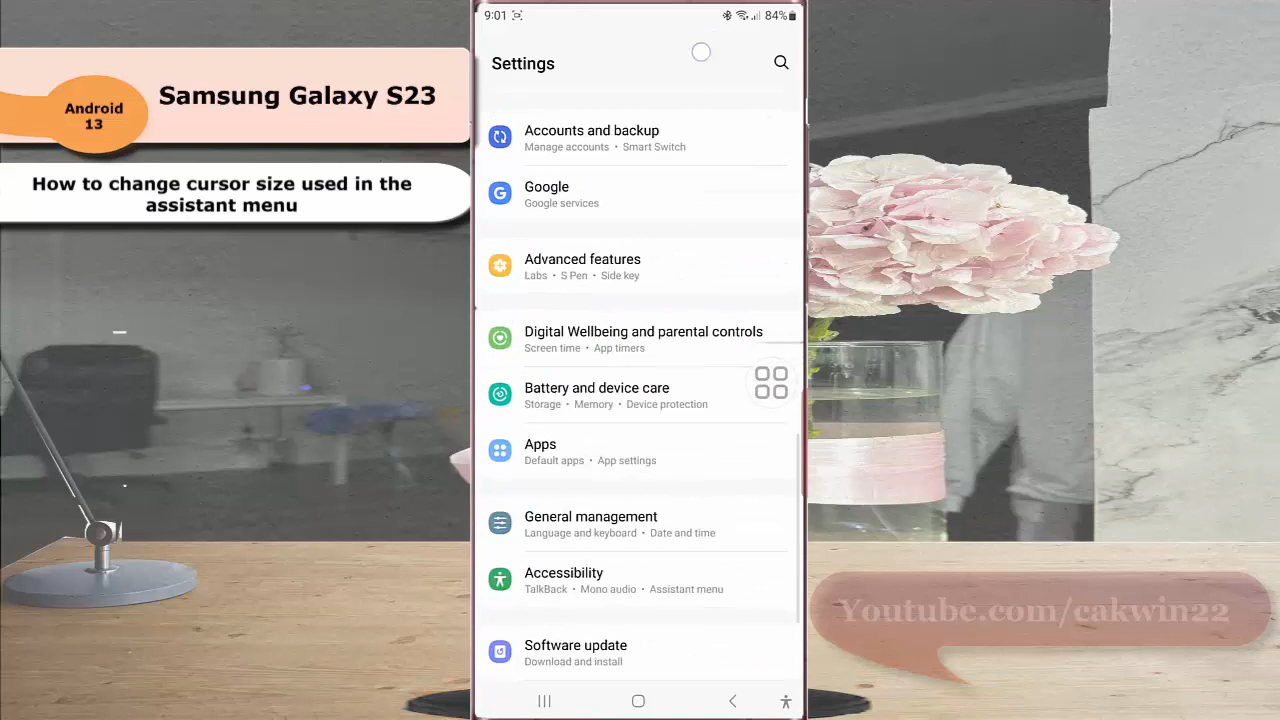 Samsung Galaxy S23
Android
13
How to change cursor size used in the
assistant menu
9:01
84%
Settings
Accounts and backup
Manage accounts • Smart Switch
Google
Google services
Advanced features
Labs • S Pen • Side key
Digital Wellbeing and parental controls
Screen time • App timers
Battery and device care
Storage • Memory • Device protection
Apps
Default apps • App settings
General management
Language and keyboard • Date and time
Accessibility
TalkBack • Mono audio • Assistant menu
Software update
Download and install
Youtube.com/cakwin22